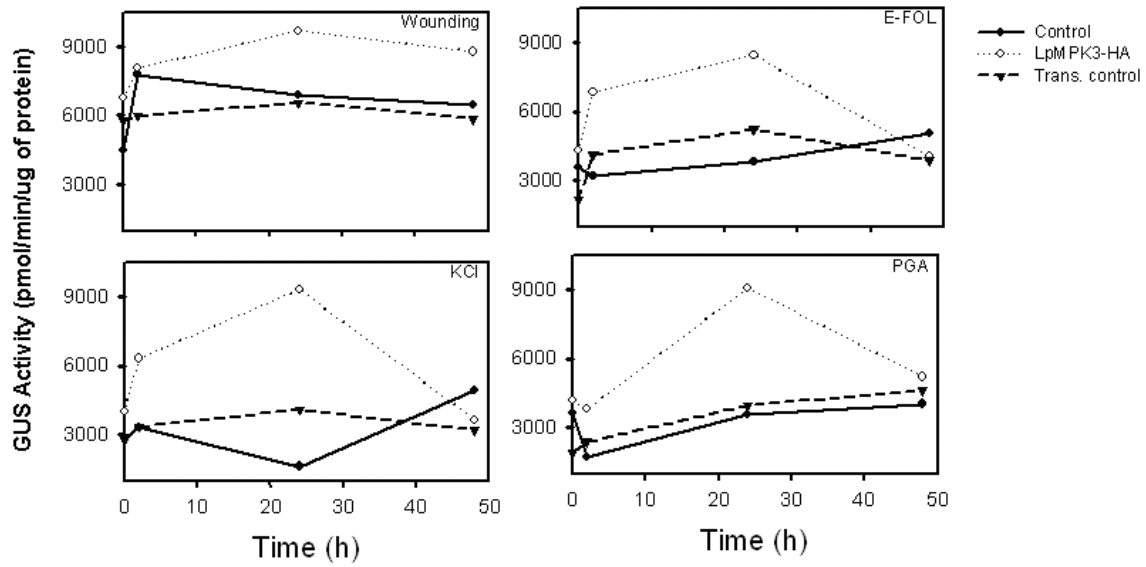 GUS Activity (pmol/min/ug of protein)
Wounding
9000
6000
3000
E-FOL
9000
6000
3000
Control
LpMPK3-HA
Trans. control
KCl
9000
6000
3000
0 10 20 30 40 50
Time (h)
PGA
9000
6000
3000
0 10 20 30 40 50
Time (h)